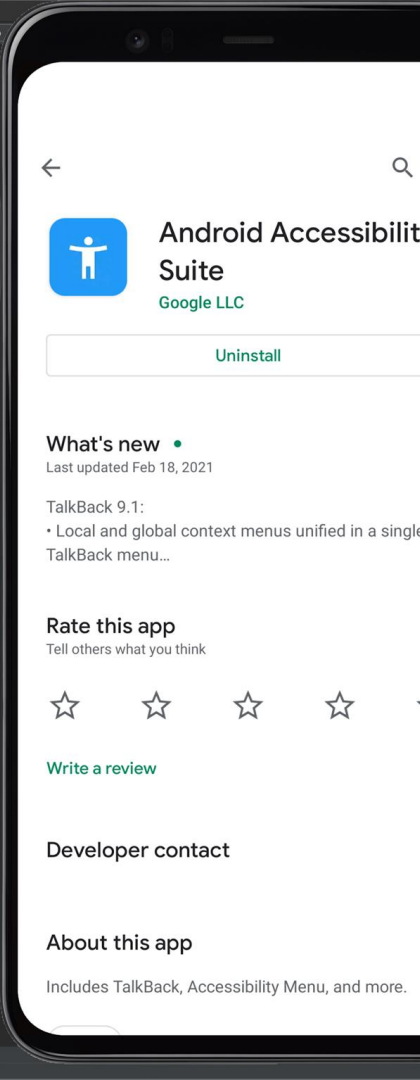 Android Accessibilit
Suite
Google LLC
Uninstall
What's new
Last updated Feb 18, 2021
TalkBack 9.1:
• Local and global context menus unified in a single
TalkBack menu...
Rate this app
Tell others what you think
Write a review
Developer contact
About this app
Includes TalkBack, Accessibility Menu, and more.